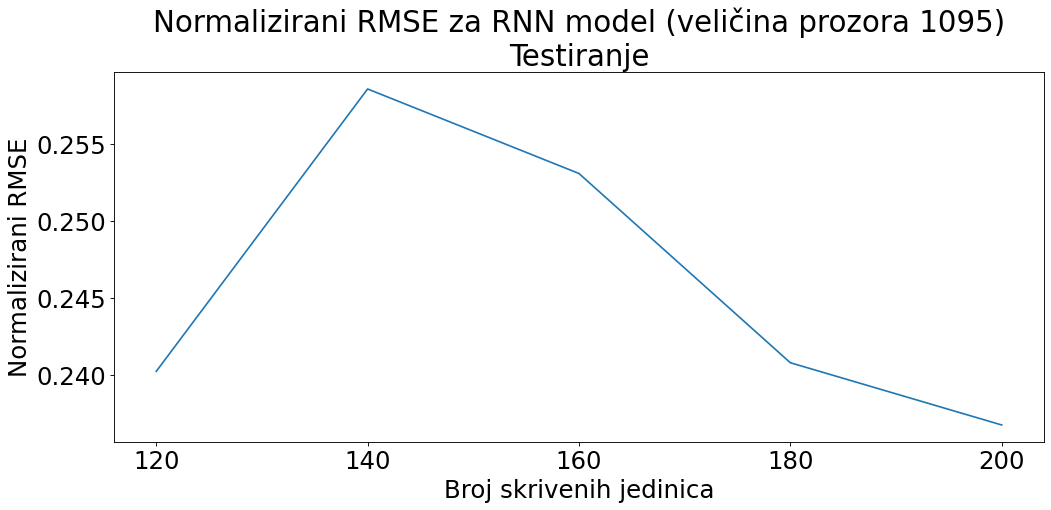 Normalizirani RMSE za RNN model (veličina prozora 1095)
Testiranje
Normalizirani RMSE
0.255
0.250
0.245
0.240
120 140 160 180 200
Broj skrivenih jedinica